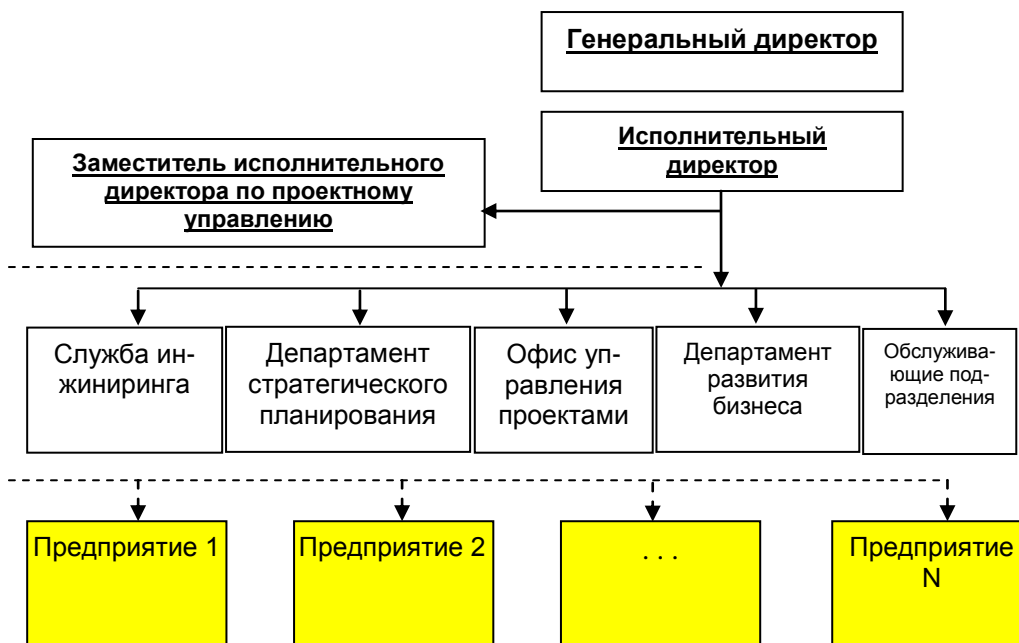 Генеральный директор
Исполнительный
директор
Заместитель исполнительного
директора по проектному
управлению
Служба ин-
жиниринга
Департамент
стратегического
планирования
Офис уп-
равления
проектами
Департамент
развития
бизнеса
Обслужива-
ющие под-
разделения
Предприятие 1
Предприятие 2
. . .
Предприятие
N